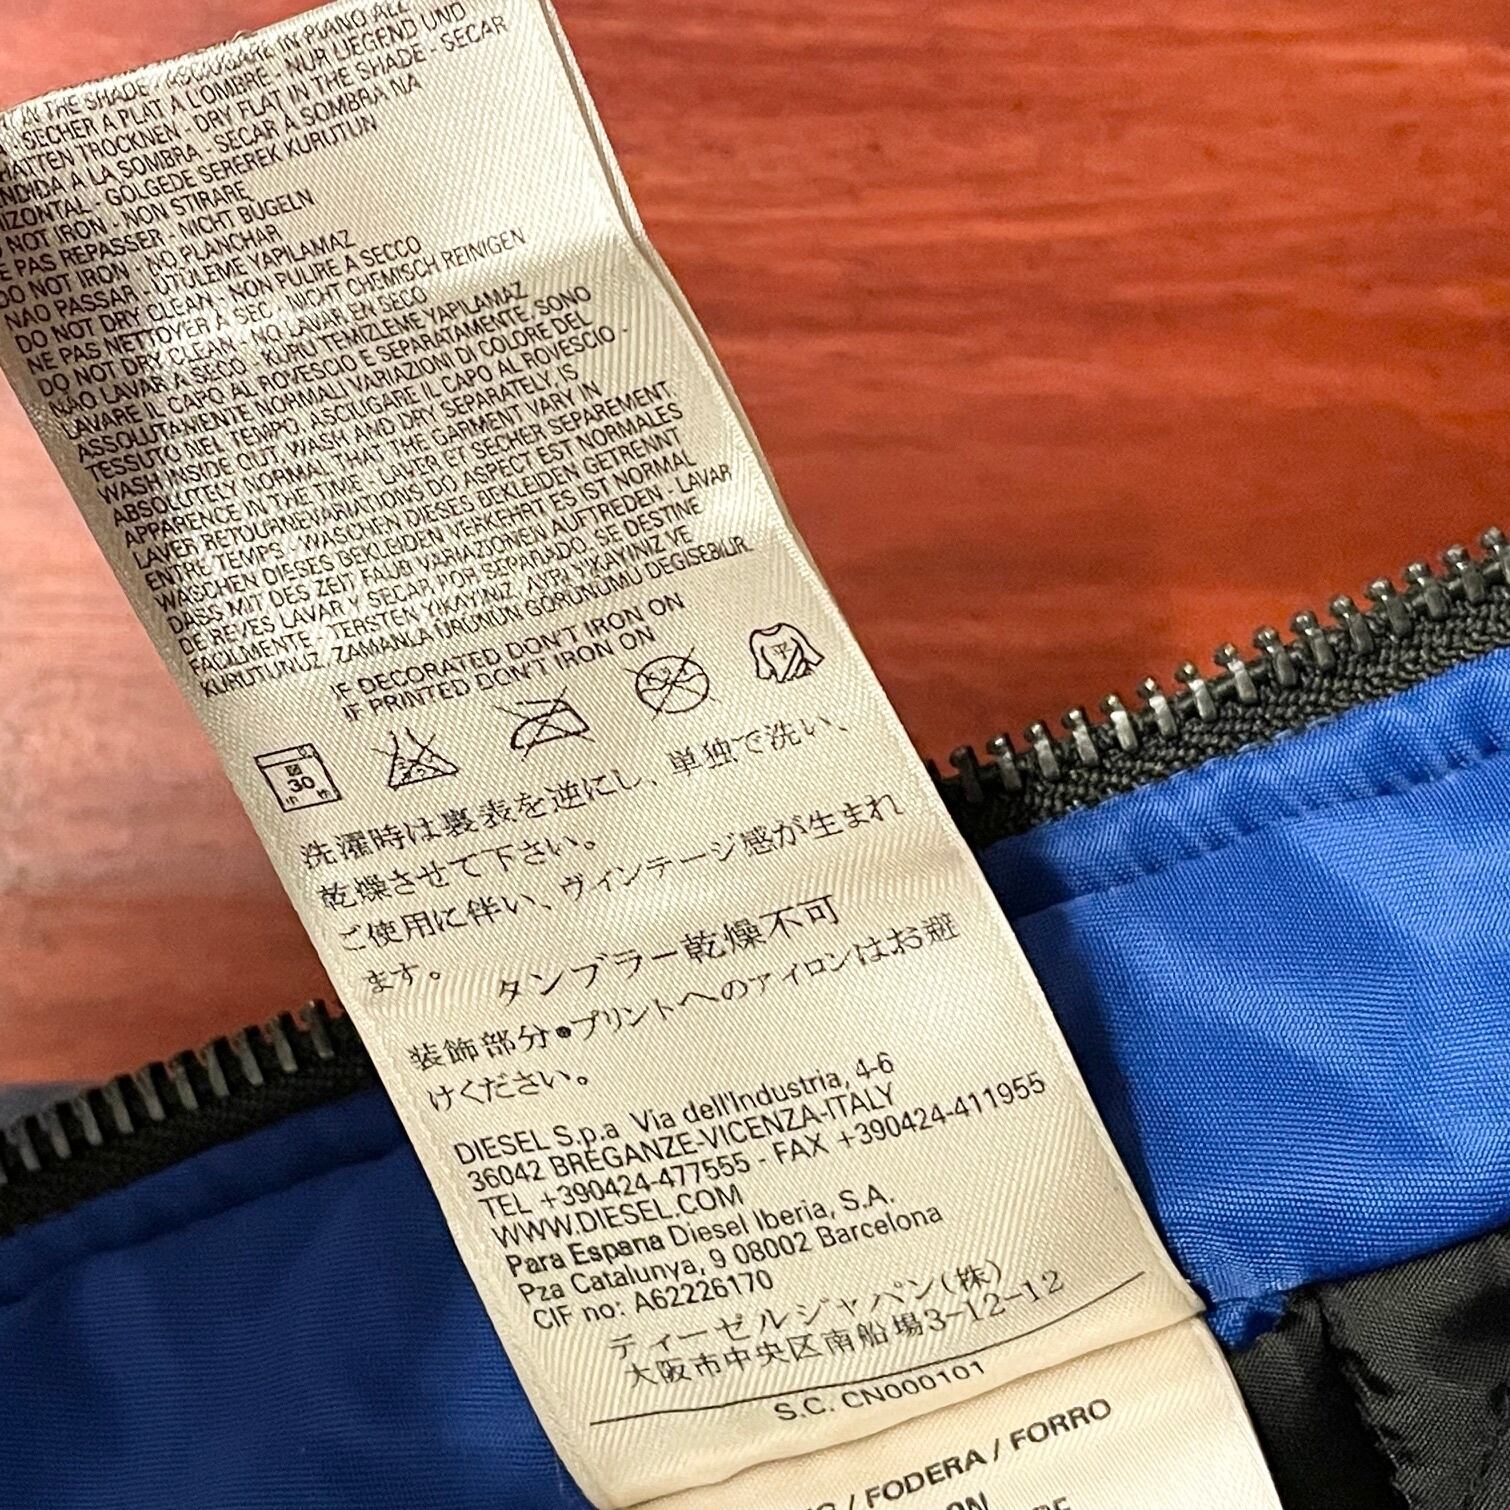 IN THE SHADE - IN PIANO ALL
- SECHER A PLAT A L'OMBRE - NUR LIEGEND UND
TROCKNEN - DRY FLAT IN THE SHADE - SECAR
A LA SOMBRA - SECAR À SOMBRA NA
- GOLGEDE SEREREK KURUTUN
NOT IRON - NON STIRARE
PAS REPASSER - NICHT BUGELN
DO NOT IRON - NO PLANCHAR
NAO PASSAR - UTULEME YAPILAMAZ
DO NOT DRY CLEAN - NON PULIRE A SECCO
NE PAS NETTOYER A SEC - NICHT CHEMISCH REINIGEN
DO NOT DRY CLEAN - NO LAVAR EN SECO
NÃO LAVAR A SECO - KURU TEMIZLEME YAPILAMAZ
LAVARE IL CAPO AL ROVESCIO E SEPARATAMENTE. SONO
ASSOLUTAMENTE NORMALI VARIAZIONI DI COLORE DEL
TESSUTO NEL TEMPO. ASCIUGARE IL CAPO AL ROVESCIO -
WASH INSIDE OUT, WASH AND DRY SEPARATELY, IS
ABSOLUTELY NORMAL THAT THE GARMENT VARY IN
APPARENCE IN THE TIME - LAVER ET SECHER SEPAREMENT,
LAVER RETOURNE VARIATIONS DO ASPECT EST NORMALES
ENTRE TEMPS - WASCHEN DIESES BEKLEIDEN GETRENNT
WASCHEN DIESES BEKLEIDEN VERKEHRT ES IST NORMAL
DASS MIT DES ZEIT FAUG VARIAZIONEN AUFTREDEN - LAVAR
DE REVES LAVAR Y SECAR POR SEPARADO. SE DESTINE
FACILMENTE - TERSTEN YIKAYINIZ, AYRI YIKAYINIZ VE
KURUTUNUZ. ZAMANLA URUNUN GORUNUMU DEGISEBILIR.
IF DECORATED DON'T IRON ON
IF PRINTED DON'T IRON ON
30
平
洗濯時は裏表を逆にし、単独で洗い、
乾燥させて下さい。
ご使用に伴い、ヴィンテージ感が生まれ
ます。 タンブラー乾燥不可
装飾部分●プリントへのアイロンはお避
けください。
DIESEL S.p.a Via dell'Industria, 4-6
36042 BREGANZE-VICENZA-ITALY
TEL +390424-477555 - FAX +390424-411955
WWW.DIESEL.COM
Para Espana Diesel Iberia, S.A.
Pza Catalunya, 9 08002 Barcelona
CIF no: A62226170
ディーゼルジャパン(株)
大阪市中央区南船場3-12-12
S.C. CN000101
/ FODERA / FORRO